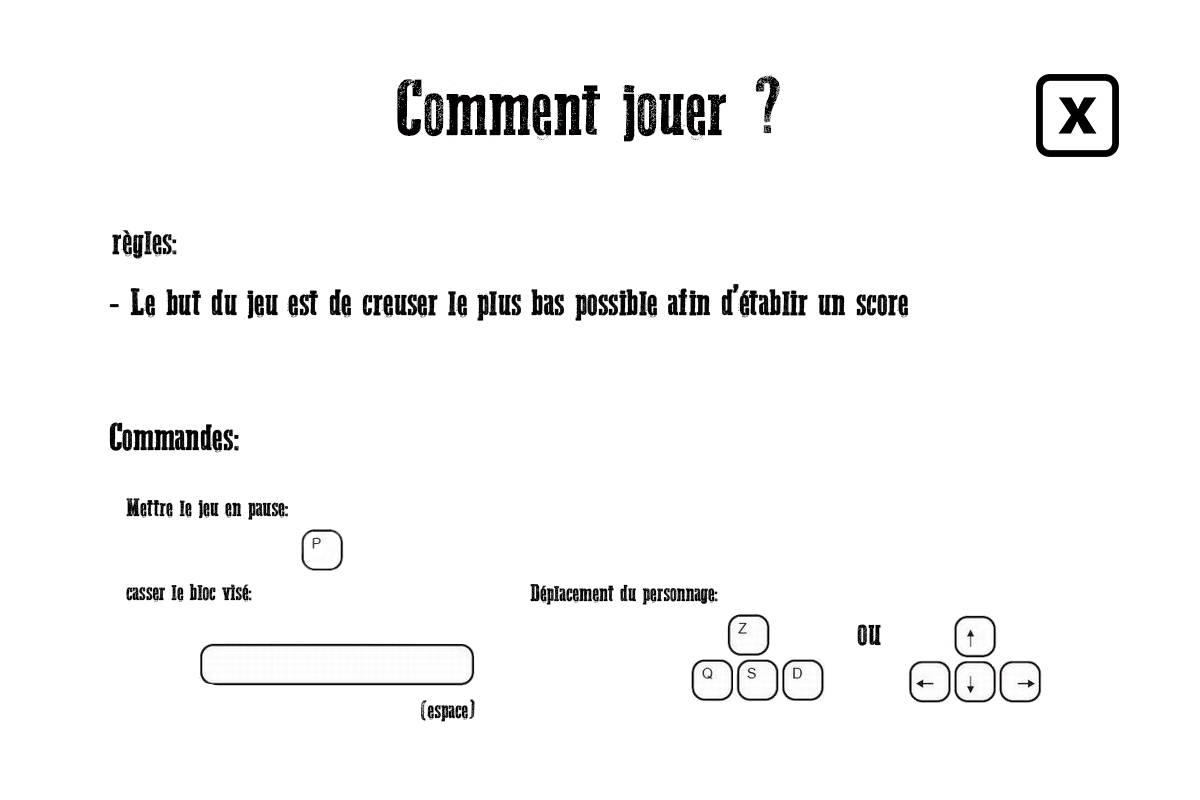 Comment jouer ?
X
règles:
- Le but du jeu est de creuser le plus bas possible afin d'établir un score
Commandes:
Mettre le jeu en pause:
P
casser le bloc visé:
(espace)
Déplacement du personnage:
Z
Q S D
ou
↑
← ↓ →